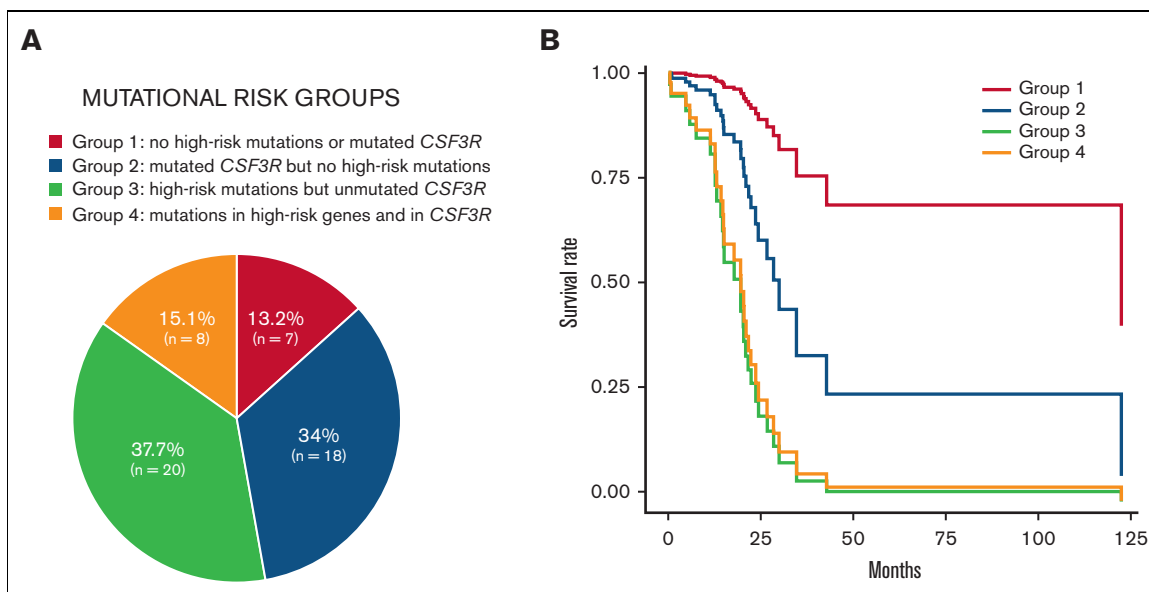 A
MUTATIONAL RISK GROUPS
Group 1: no high-risk mutations or mutated CSF3R
Group 2: mutated CSF3R but no high-risk mutations
Group 3: high-risk mutations but unmutated CSF3R
Group 4: mutations in high-risk genes and in CSF3R
15.1%
(n = 8)
13.2%
(n = 7)
37.7%
(n = 20)
34%
(n = 18)
B
Survival rate
1.00
0.75
0.50
0.25
0.00
Group 1
Group 2
Group 3
Group 4
0 25 50 75 100 125
Months